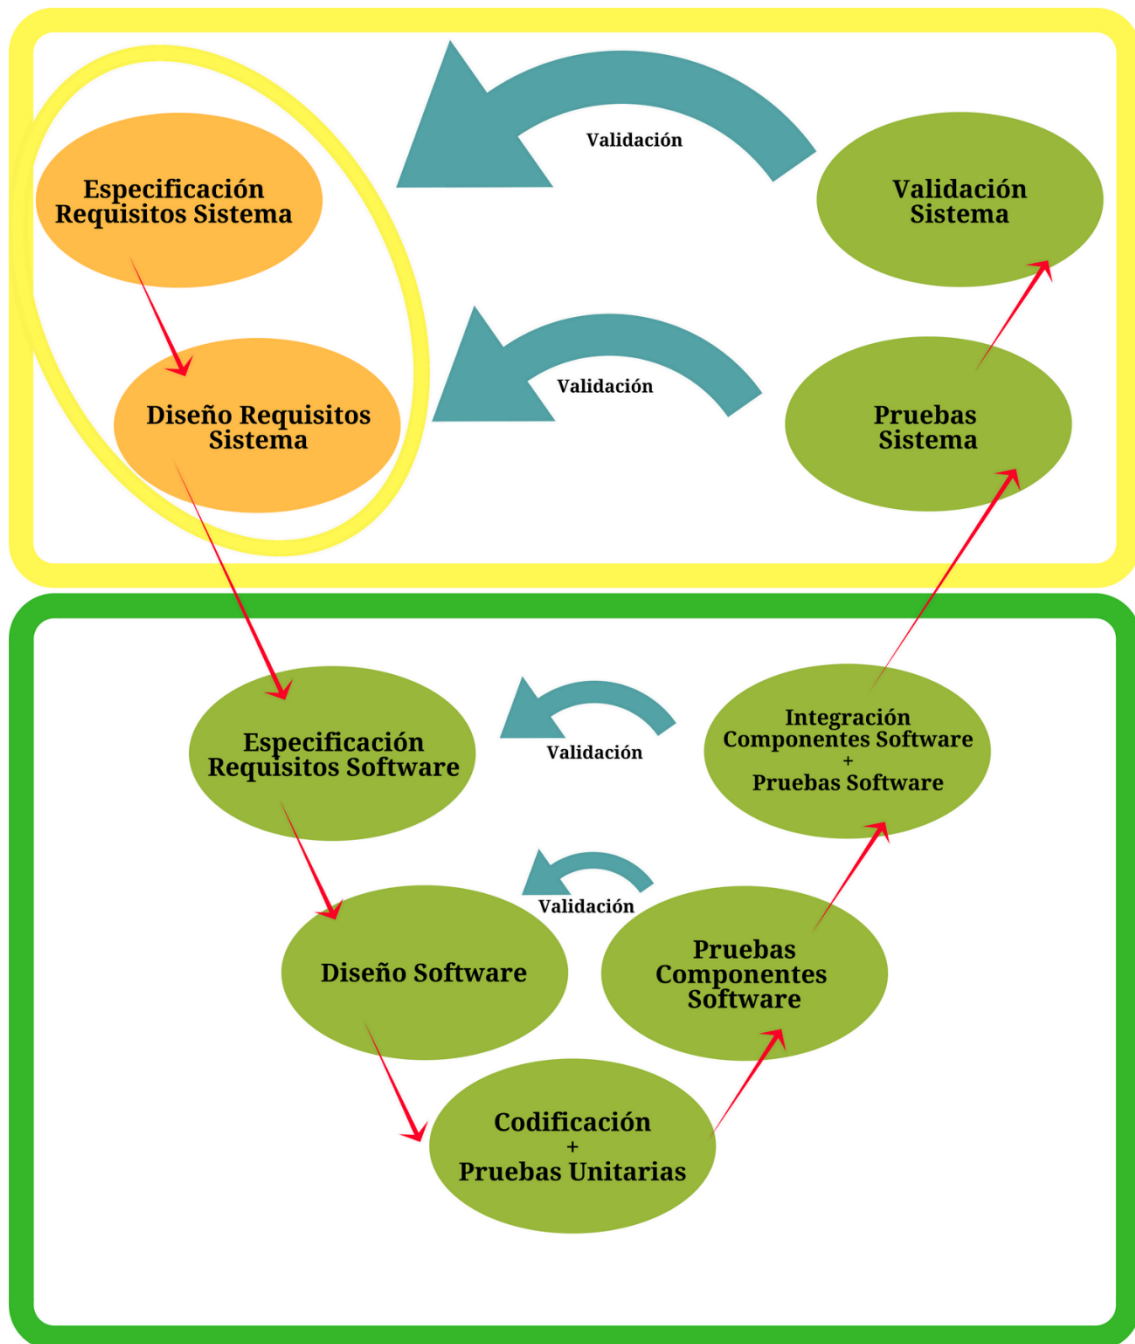 Validación
Especificación
Requisitos Sistema
Validación
Sistema
Validación
Diseño Requisitos
Sistema
Pruebas
Sistema
Especificación
Requisitos Software
Validación
Integración
Componentes Software
+
Pruebas Software
Validación
Diseño Software
Pruebas
Componentes
Software
Codificación
+
Pruebas Unitarias